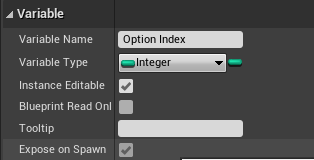 Variable
Variable Name Option Index
Variable Type Integer
Instance Editable
Blueprint Read Onl
Tooltip
Expose on Spawn